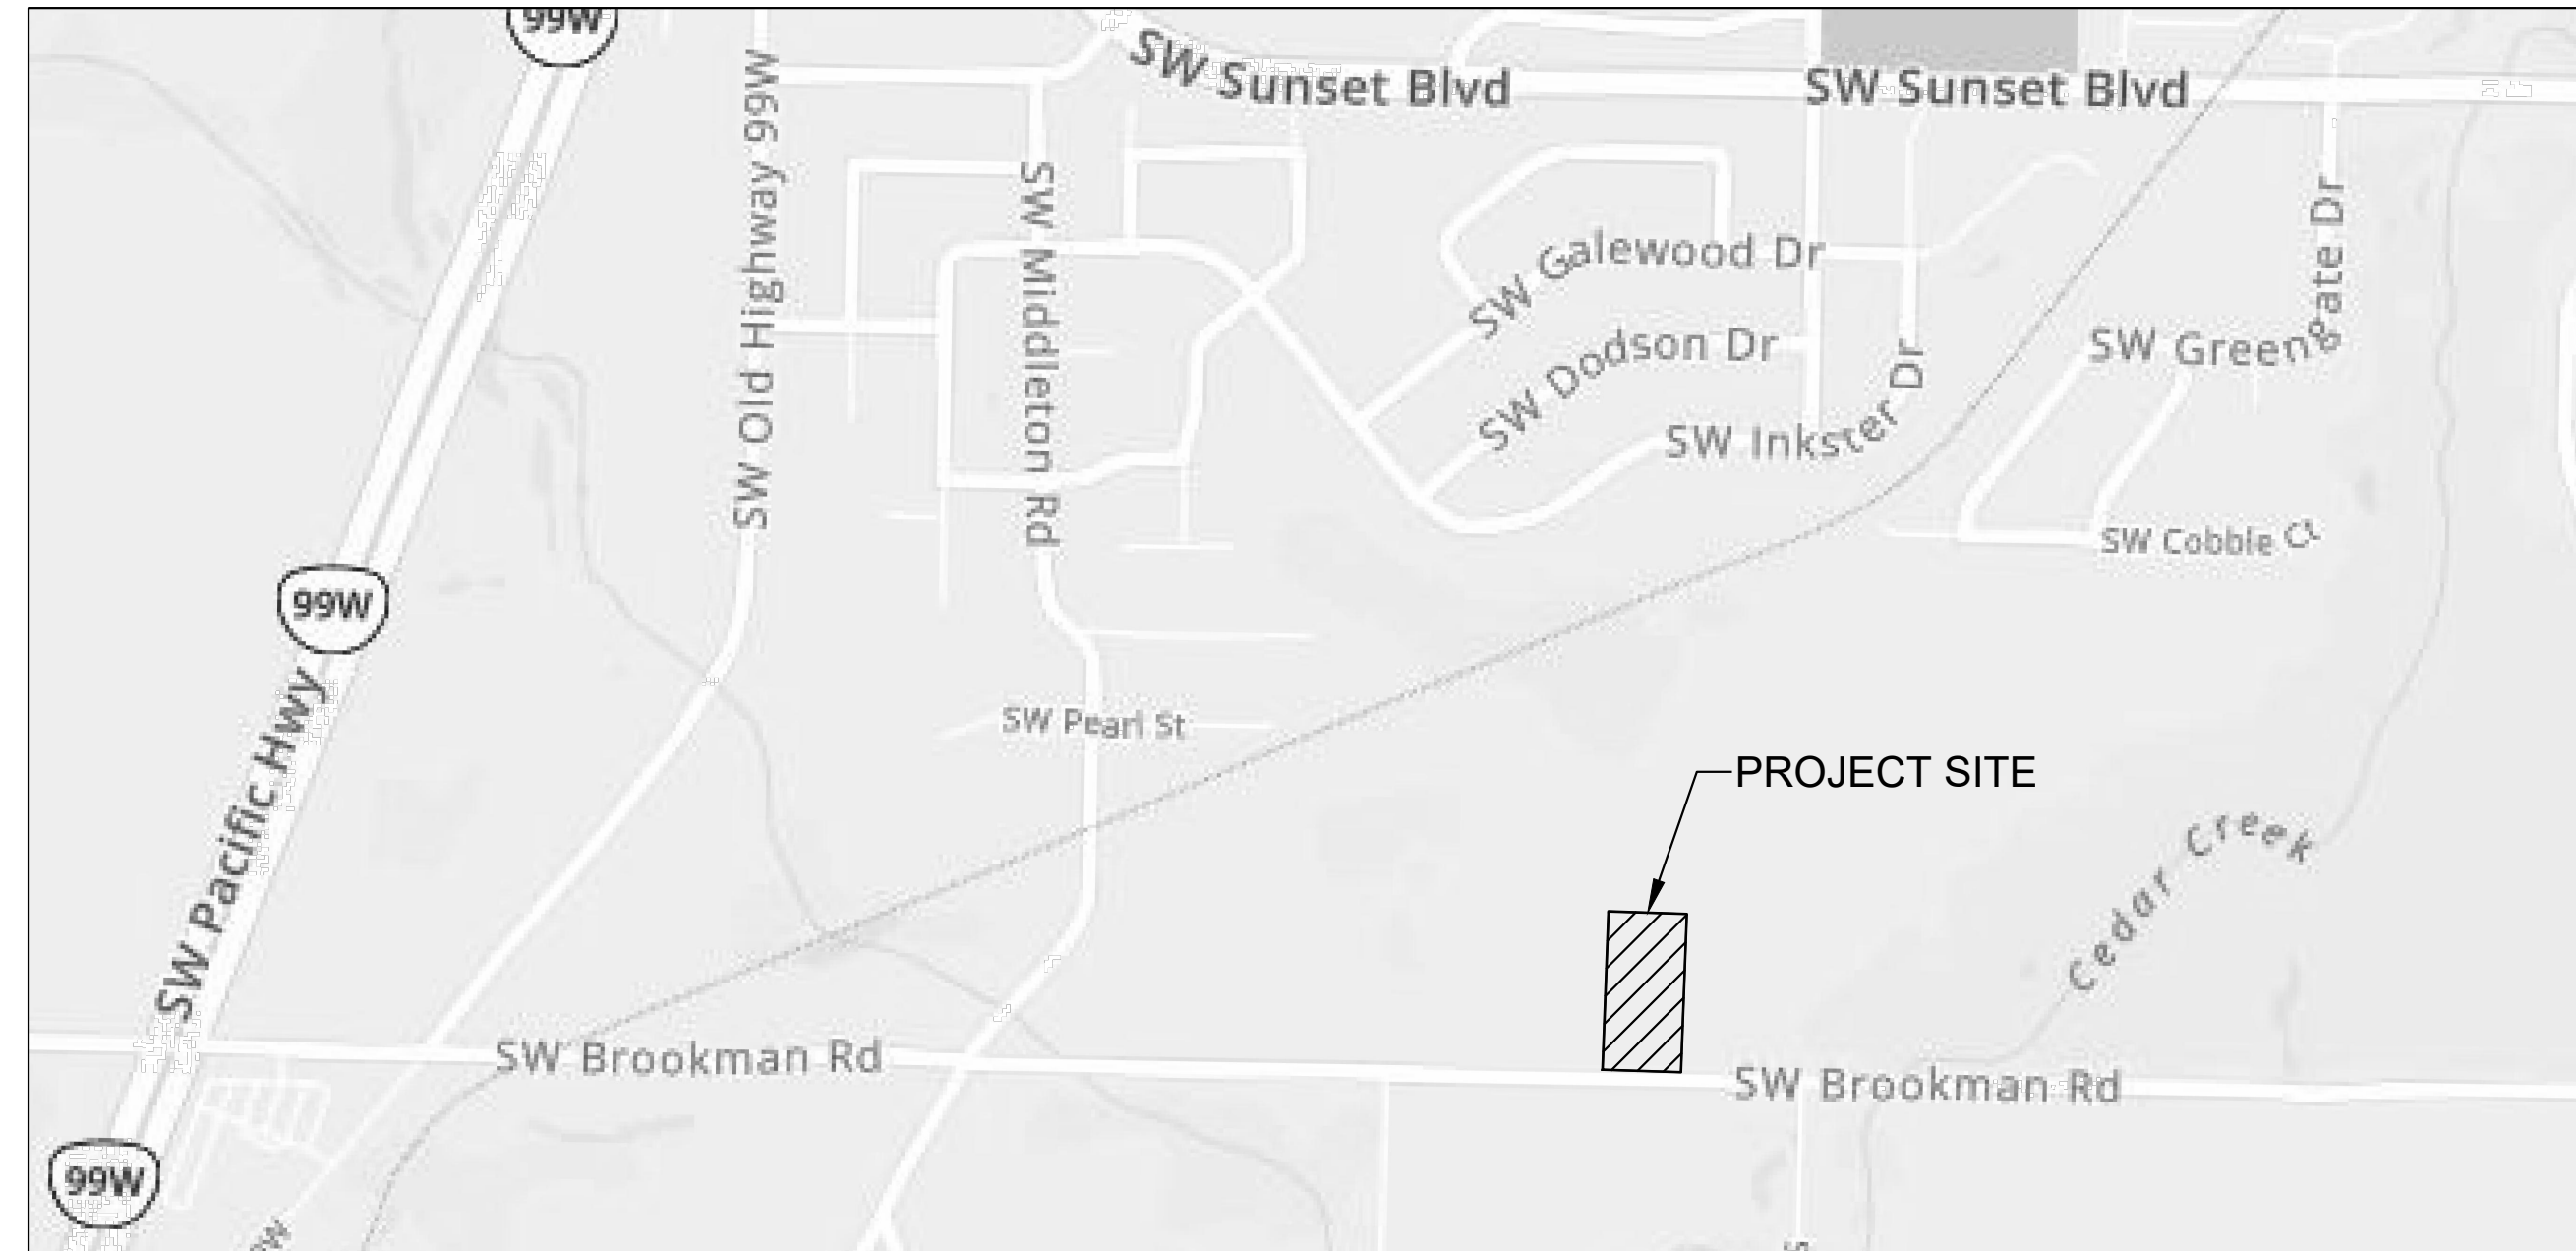 99W
SW Sunset Blvd
SW Sunset Blvd
SW Old Highway 99W
SW Middleton Rd
SW Galewood Dr
SW Dodson Dr
SW Inkster Dr
SW Greengate Dr
SW Cobble Ct
99W
SW Pacific Hwy
SW Pearl St
PROJECT SITE
Cedar Creek
SW Brookman Rd
SW Brookman Rd
99W